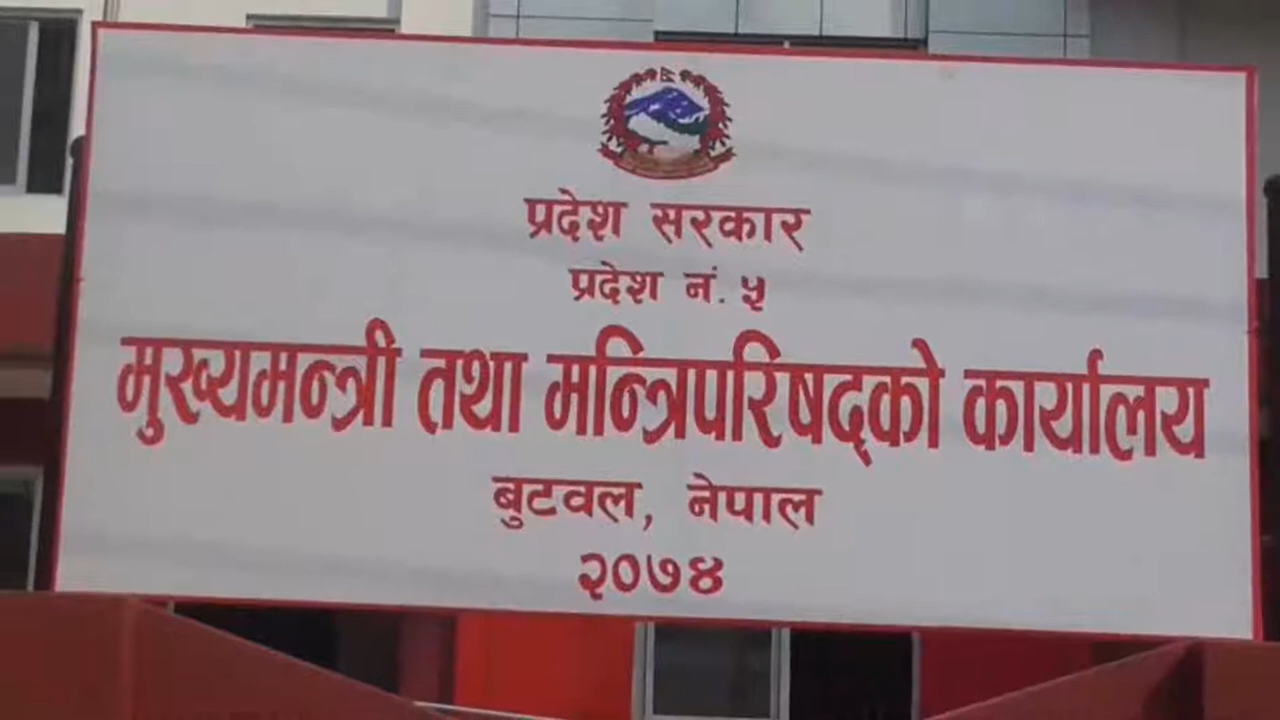 प्रदेश सरकार
प्रदेश नं. ५
मुख्यमन्त्री तथा मन्त्रिपरिषद्को कार्यालय
बुटवल, नेपाल
२०७४